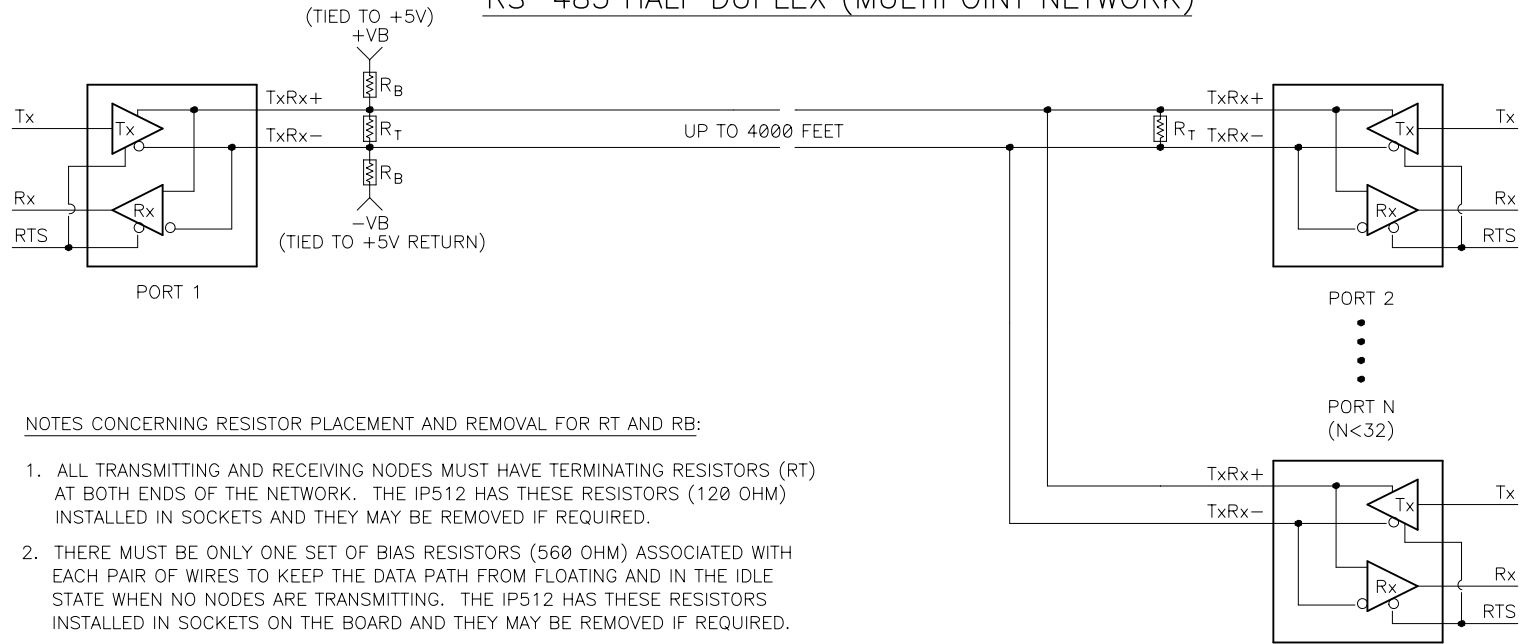 RS-485 HALF DUPLEX (MULTIPOINT NETWORK)
(TIED TO +5V)
+VB
RB
TxRx+
TxRx+
Tx
Tx
RT
UP TO 4000 FEET
RT
Tx
Tx
TxRx−
TxRx−
RB
Rx
Rx
Rx
Rx
−VB
RTS
RTS
(TIED TO +5V RETURN)
PORT 1
PORT 2
PORT N
(N<32)
NOTES CONCERNING RESISTOR PLACEMENT AND REMOVAL FOR RT AND RB:
1. ALL TRANSMITTING AND RECEIVING NODES MUST HAVE TERMINATING RESISTORS (RT)
AT BOTH ENDS OF THE NETWORK. THE IP512 HAS THESE RESISTORS (120 OHM)
INSTALLED IN SOCKETS AND THEY MAY BE REMOVED IF REQUIRED.
2. THERE MUST BE ONLY ONE SET OF BIAS RESISTORS (560 OHM) ASSOCIATED WITH
EACH PAIR OF WIRES TO KEEP THE DATA PATH FROM FLOATING AND IN THE IDLE
STATE WHEN NO NODES ARE TRANSMITTING. THE IP512 HAS THESE RESISTORS
INSTALLED IN SOCKETS ON THE BOARD AND THEY MAY BE REMOVED IF REQUIRED.
TxRx+
Tx
Tx
TxRx−
Rx
Rx
RTS